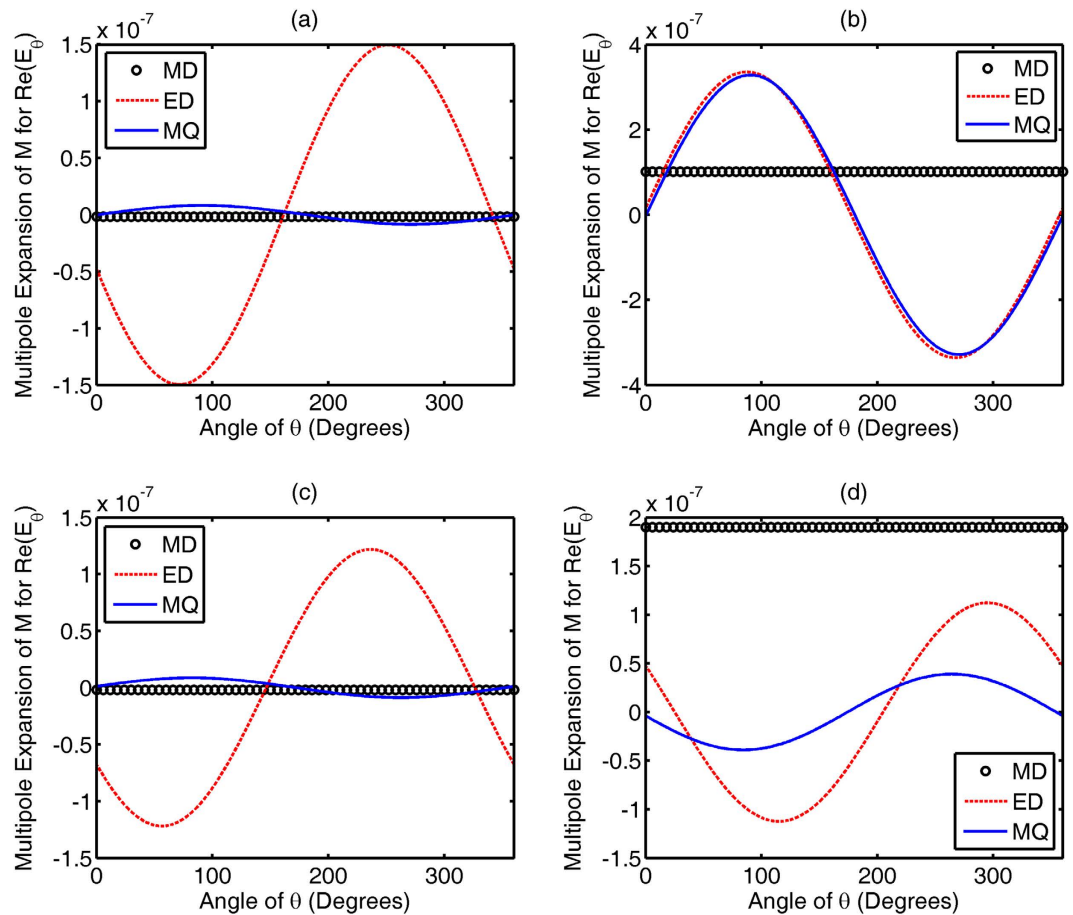 (a)
x 10^-7
Multipole Expansion of M for Re(E_θ)
1.5
1
0.5
0
-0.5
-1
-1.5
MD
ED
MQ
0
100
200
300
Angle of θ (Degrees)
(b)
x 10^-7
Multipole Expansion of M for Re(E_θ)
4
2
0
-2
-4
MD
ED
MQ
0
100
200
300
Angle of θ (Degrees)
(c)
x 10^-7
Multipole Expansion of M for Re(E_θ)
1.5
1
0.5
0
-0.5
-1
-1.5
MD
ED
MQ
0
100
200
300
Angle of θ (Degrees)
(d)
x 10^-7
Multipole Expansion of M for Re(E_θ)
2
1.5
1
0.5
0
-0.5
-1
-1.5
MD
ED
MQ
0
100
200
300
Angle of θ (Degrees)